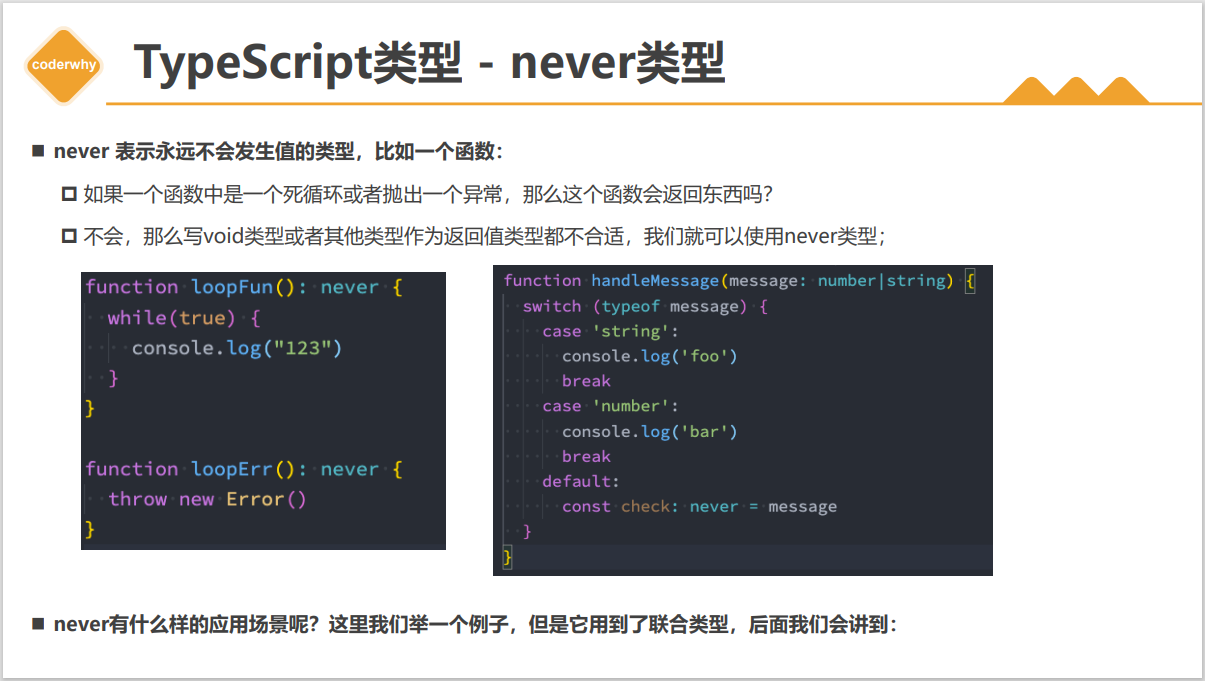 coderwhy
TypeScript类型 - never类型
never 表示永远不会发生值的类型，比如一个函数：
如果一个函数中是一个死循环或者抛出一个异常，那么这个函数会返回东西吗？
不会，那么写void类型或者其他类型作为返回值类型都不合适，我们就可以使用never类型；
function loopFun(): never {
  while(true) {
    console.log("123")
  }
}
function loopErr(): never {
  throw new Error()
}
function handleMessage(message: number|string) {
  switch (typeof message) {
    case 'string':
      console.log('foo')
      break
    case 'number':
      console.log('bar')
      break
    default:
      const check: never = message
  }
}
never有什么样的应用场景呢？这里我们举一个例子，但是它用到了联合类型，后面我们会讲到：